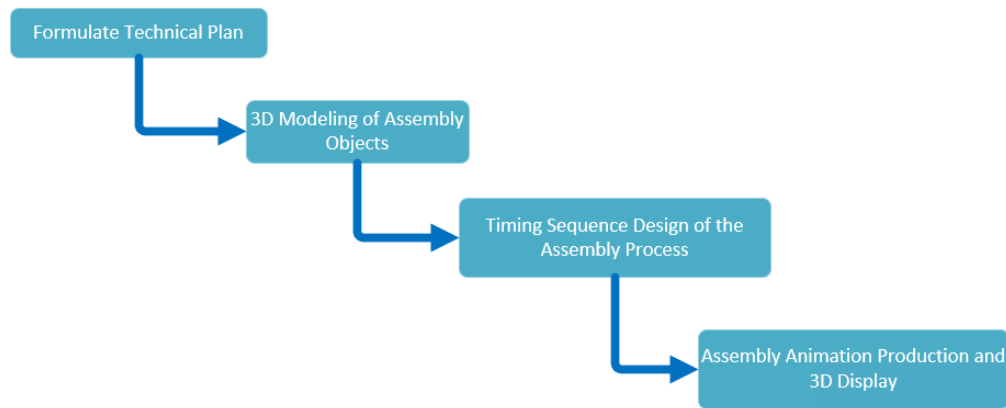 Formulate Technical Plan
3D Modeling of Assembly
Objects
Timing Sequence Design of the
Assembly Process
Assembly Animation Production and
3D Display